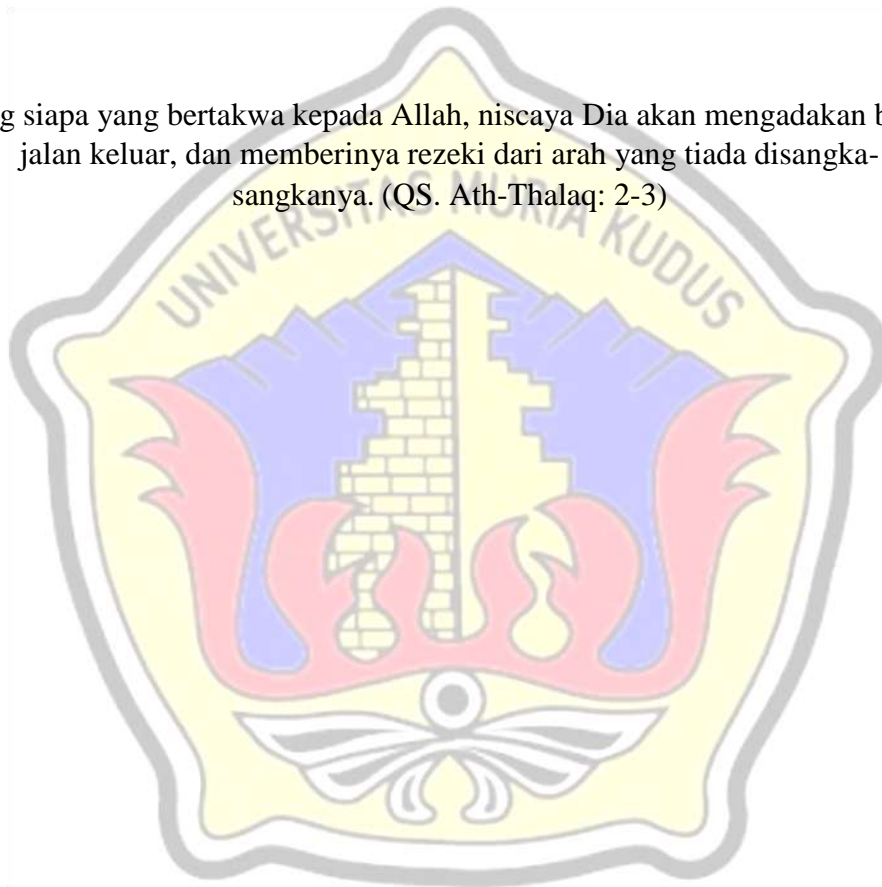 g siapa yang bertakwa kepada Allah, niscaya Dia akan mengadakan b
jalan keluar, dan memberinya rezeki dari arah yang tiada disangka-
sangkanya. (QS. Ath-Thalaq: 2-3)
UNIVERSITAS MURIA KUDUS